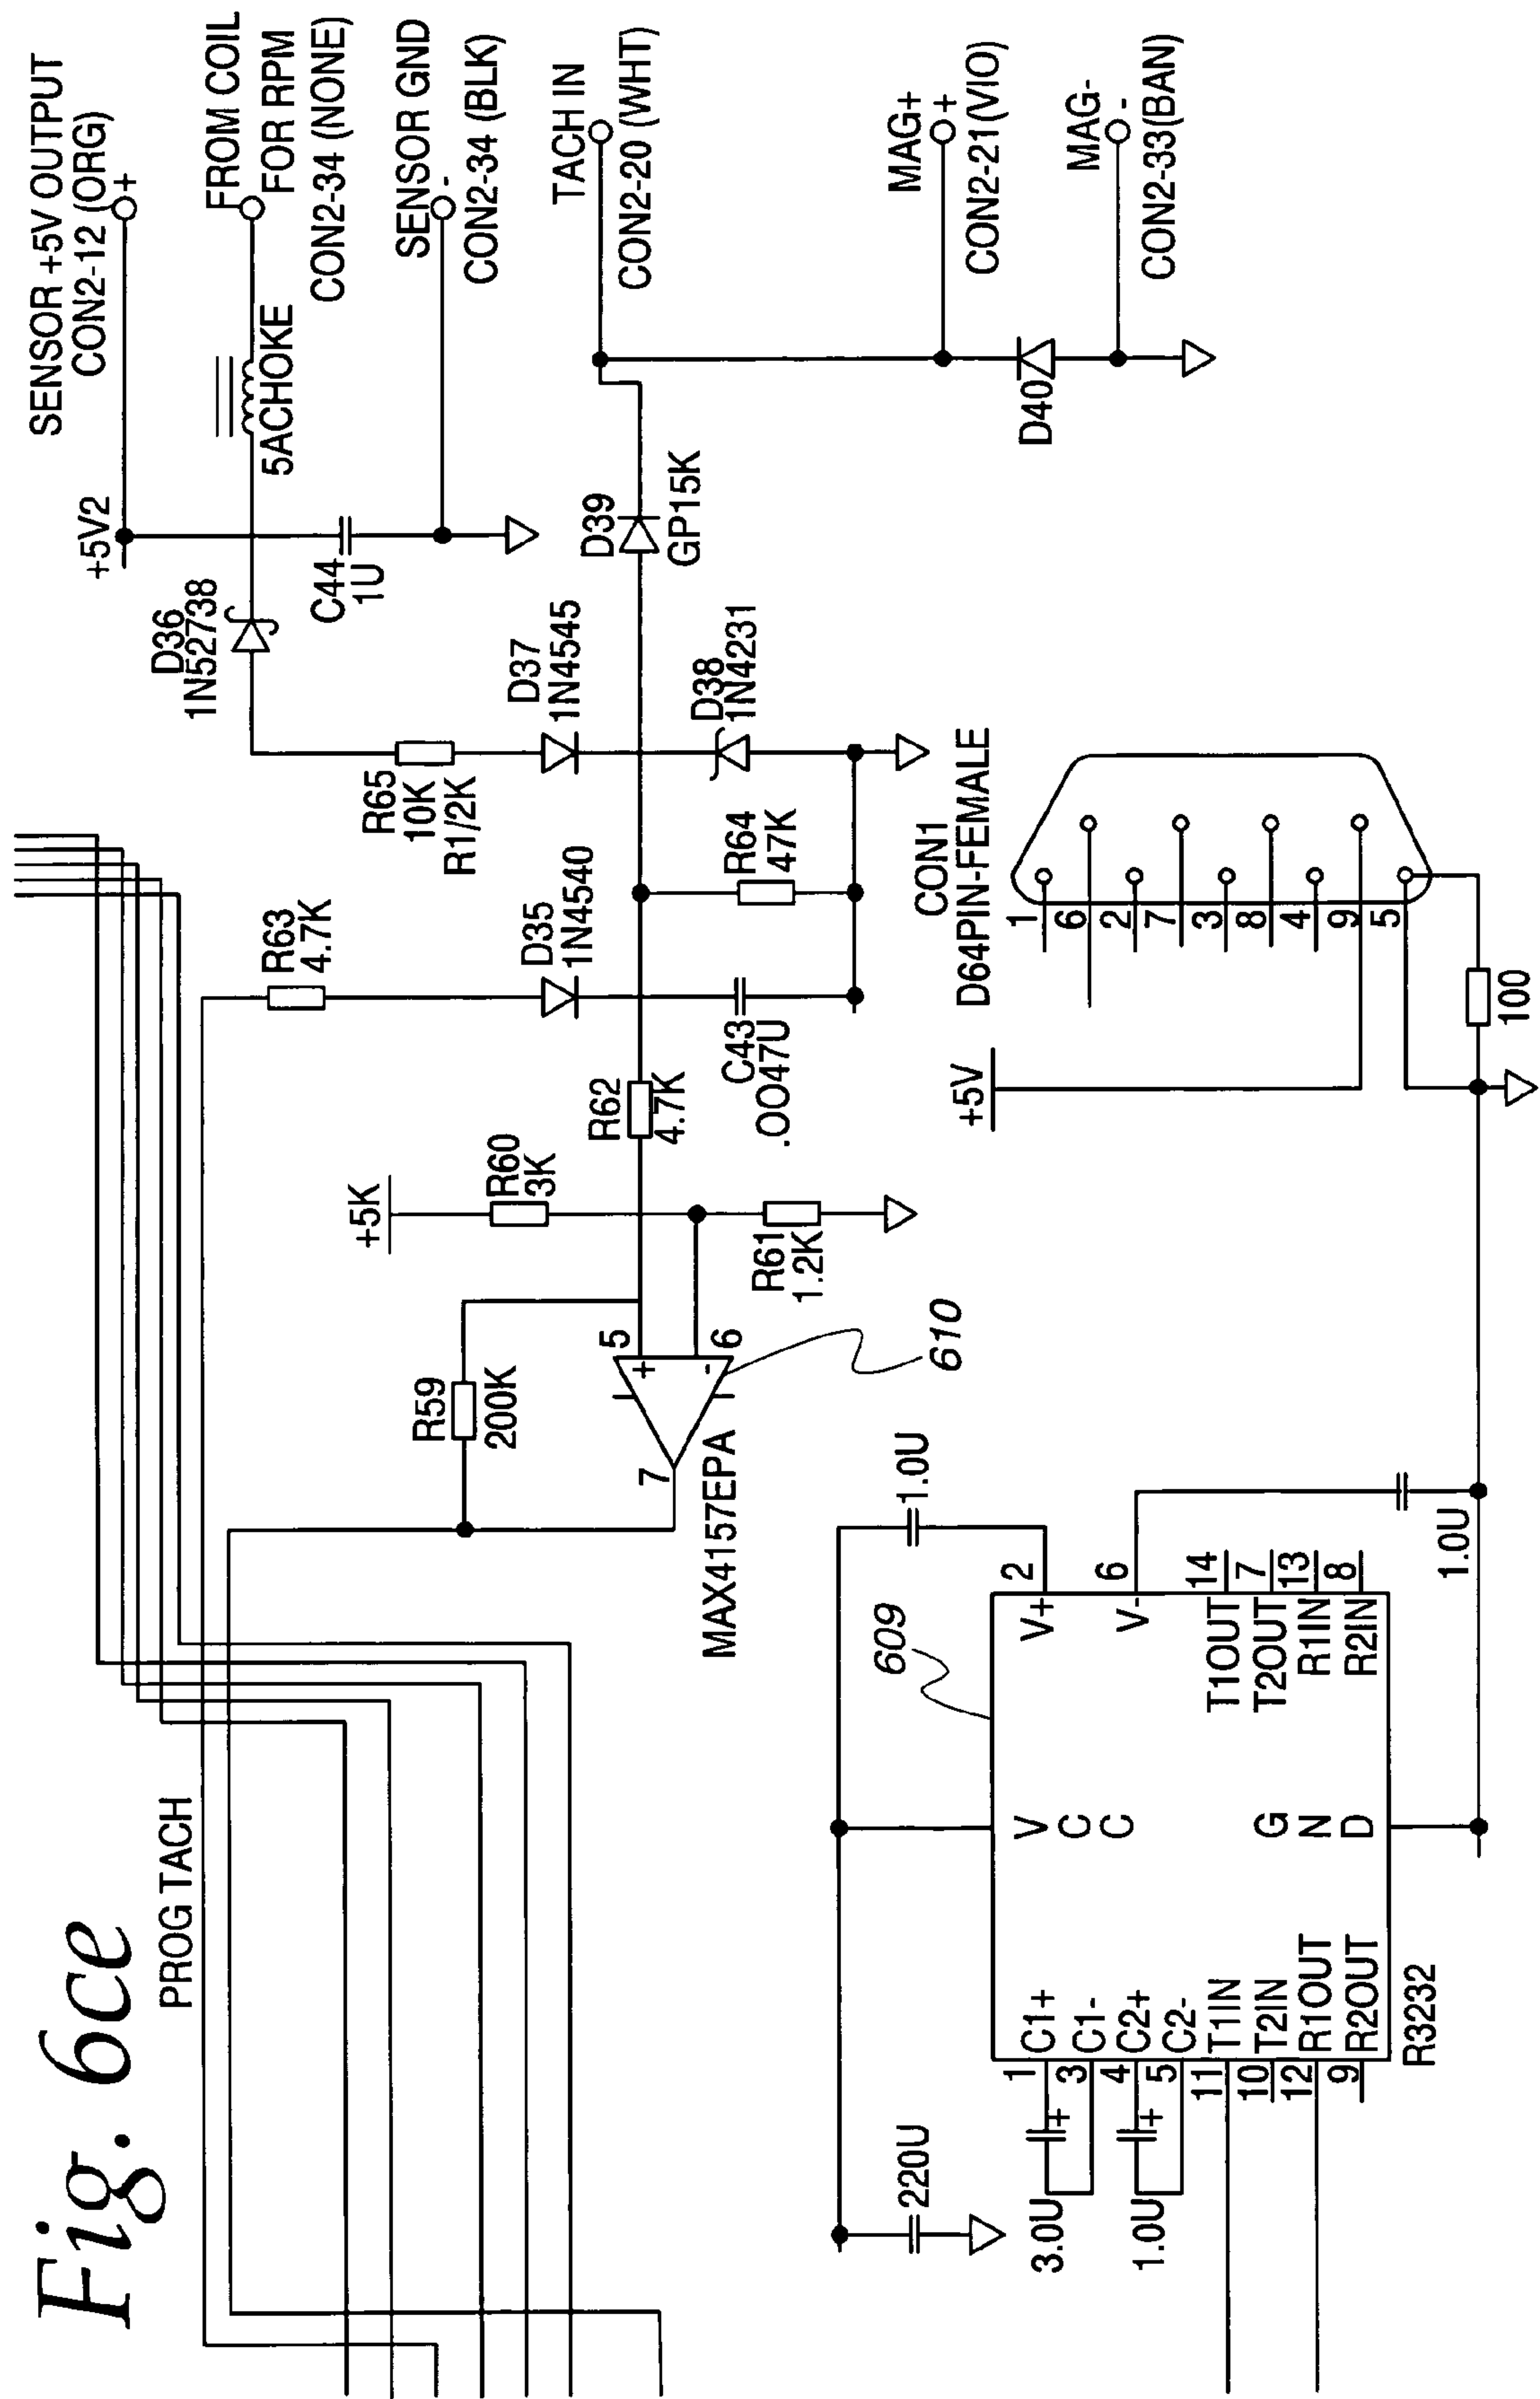 Fig. 6ce
PROG TACH
SENSOR +5V OUTPUT
CON2-12 (ORG)
+
+5V2
FROM COIL
FOR RPM
CON2-34 (NONE)
5ACHOKE
SENSOR GND
-
CON2-34 (BLK)
D36
1N52738
C44
1U
TACH IN
CON2-20 (WHT)
D39
GP15K
MAG+
+
CON2-21(VIO)
D40
MAG-
-
CON2-33(BAN)
R65
10K
R1/2K
D37
1N4545
D38
1N4231
R63
4.7K
D35
1N4540
R64
47K
C43
.OO47U
R62
4.7K
+5K
R60
3K
R61
1.2K
R59
200K
5
+
-
6
7
610
MAX4157EPA
CON1
D64PIN-FEMALE
1
6
2
7
3
8
4
9
5
+5V
100
1.0U
609
2
V+
6
V-
14
T1OUT
7
T2OUT
13
R1IN
8
R2IN
1.0U
V
C
C
G
N
D
1
C1+
3
C1-
4
C2+
5
C2-
11
T1IN
10
T2IN
12
R1OUT
9
R2OUT
R3232
220U
+
3.0U
+
1.0U